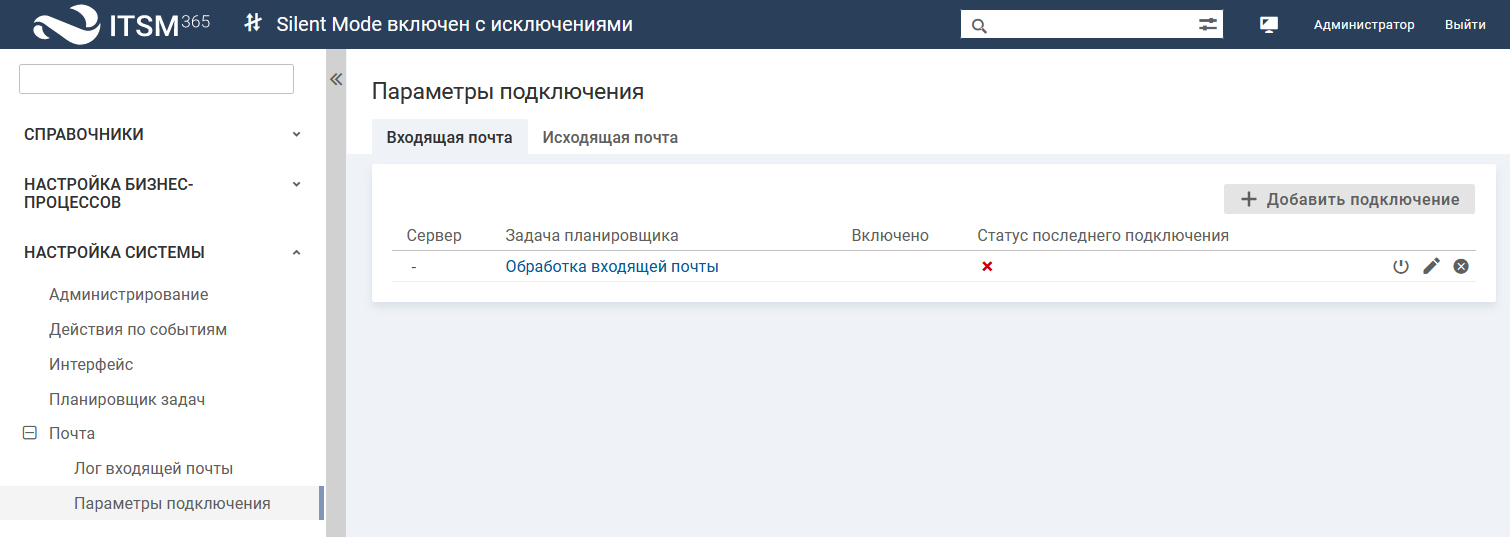 ITSM 365
Silent Mode включен с исключениями
Администратор
Выйти
СПРАВОЧНИКИ
НАСТРОЙКА БИЗНЕС-
ПРОЦЕССОВ
НАСТРОЙКА СИСТЕМЫ
Администрирование
Действия по событиям
Интерфейс
Планировщик задач
Почта
Лог входящей почты
Параметры подключения
Параметры подключения
Входящая почта
Исходящая почта
Добавить подключение
Сервер Задача планировщика Включено Статус последнего подключения
- Обработка входящей почты